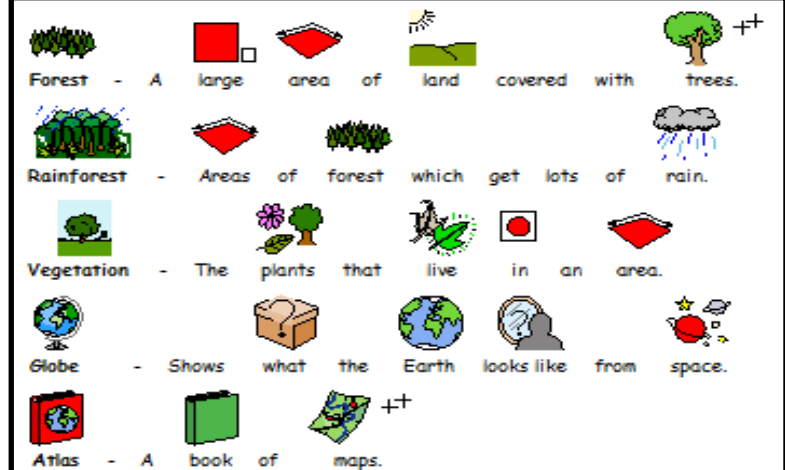 Forest - A large area of land covered with trees.
Rainforest - Areas of forest which get lots of rain.
Vegetation - The plants that live in an area.
Globe - Shows what the Earth looks like from space.
Atlas - A book of maps.